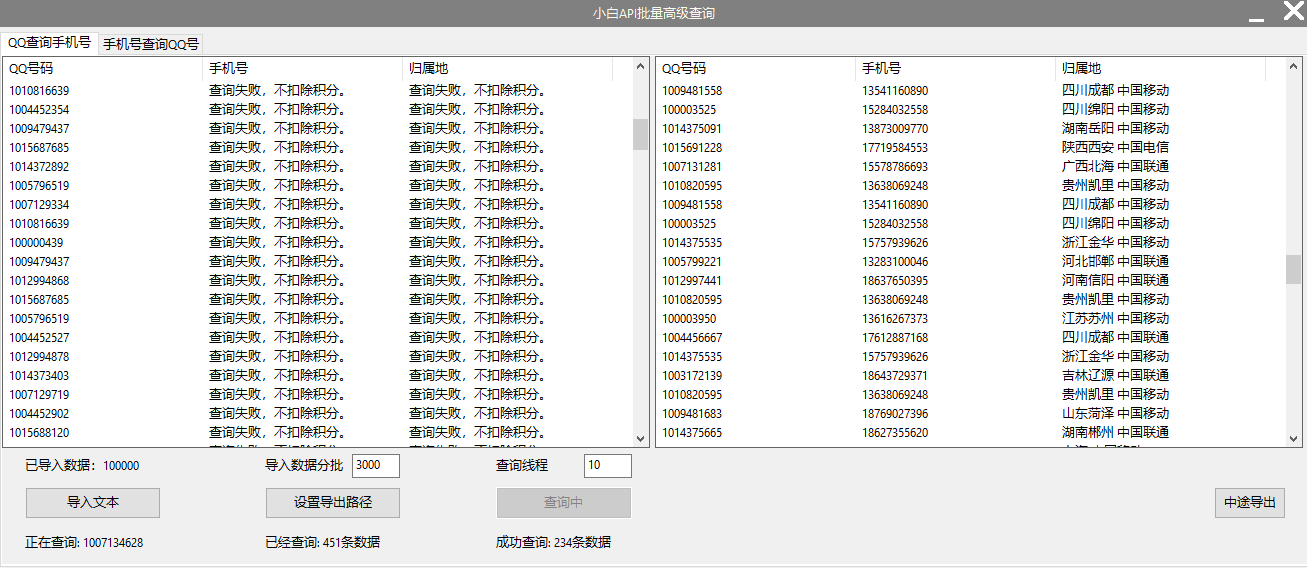 小白API批量高级查询
QQ查询手机号 手机号查询QQ号
QQ号码 手机号 归属地 QQ号码 手机号 归属地
1010816639 查询失败，不扣除积分。 查询失败，不扣除积分。 1009481558 13541160890 四川成都 中国移动
1004452354 查询失败，不扣除积分。 查询失败，不扣除积分。 100003525 15284032558 四川绵阳 中国移动
1009479437 查询失败，不扣除积分。 查询失败，不扣除积分。 1014375091 13873009770 湖南岳阳 中国移动
1015687685 查询失败，不扣除积分。 查询失败，不扣除积分。 1015691228 17719584553 陕西西安 中国电信
1014372892 查询失败，不扣除积分。 查询失败，不扣除积分。 1007131281 15578786693 广西北海 中国联通
1005796519 查询失败，不扣除积分。 查询失败，不扣除积分。 1010820595 13638069248 贵州凯里 中国移动
1007129334 查询失败，不扣除积分。 查询失败，不扣除积分。 1009481558 13541160890 四川成都 中国移动
1010816639 查询失败，不扣除积分。 查询失败，不扣除积分。 100003525 15284032558 四川绵阳 中国移动
100000439 查询失败，不扣除积分。 查询失败，不扣除积分。 1014375535 15757939626 浙江金华 中国移动
1009479437 查询失败，不扣除积分。 查询失败，不扣除积分。 1005799221 13283100046 河北邯郸 中国联通
1012994868 查询失败，不扣除积分。 查询失败，不扣除积分。 1012997441 18637650395 河南信阳 中国联通
1015687685 查询失败，不扣除积分。 查询失败，不扣除积分。 1010820595 13638069248 贵州凯里 中国移动
1005796519 查询失败，不扣除积分。 查询失败，不扣除积分。 100003950 13616267373 江苏苏州 中国移动
1004452527 查询失败，不扣除积分。 查询失败，不扣除积分。 1004456667 17612887168 四川成都 中国联通
1012994878 查询失败，不扣除积分。 查询失败，不扣除积分。 1014375535 15757939626 浙江金华 中国移动
1014373403 查询失败，不扣除积分。 查询失败，不扣除积分。 1003172139 18643729371 吉林辽源 中国联通
1007129719 查询失败，不扣除积分。 查询失败，不扣除积分。 1010820595 13638069248 贵州凯里 中国移动
1004452902 查询失败，不扣除积分。 查询失败，不扣除积分。 1009481683 18769027396 山东菏泽 中国移动
1015688120 查询失败，不扣除积分。 查询失败，不扣除积分。 1014375665 18627355620 湖南郴州 中国联通
已导入数据：100000 导入数据分批 3000 查询线程 10
导入文本 设置导出路径 查询中 中途导出
正在查询: 1007134628 已经查询: 451条数据 成功查询: 234条数据